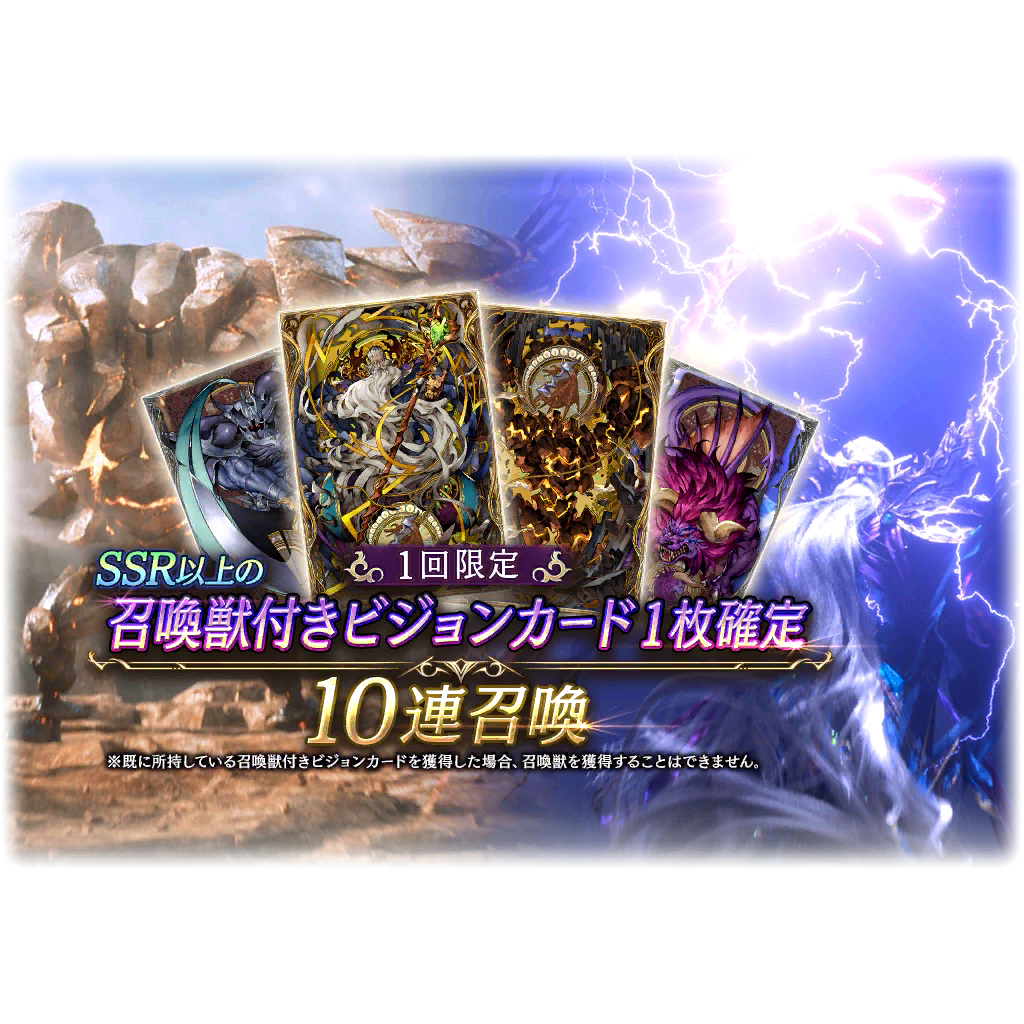 1回限定
SSR以上の
召喚獣付きビジョンカード1枚確定
10連召喚
※既に所持している召喚獣付きビジョンカードを獲得した場合、召喚獣を獲得することはできません。